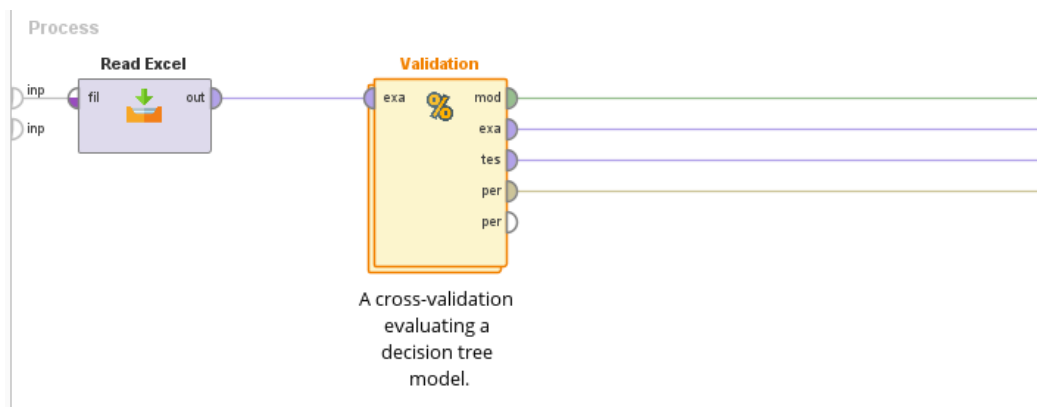 Process
Read Excel
Validation
inp
fil
out
exa
mod
inp
exa
tes
per
per
%
A cross-validation
evaluating a
decision tree
model.